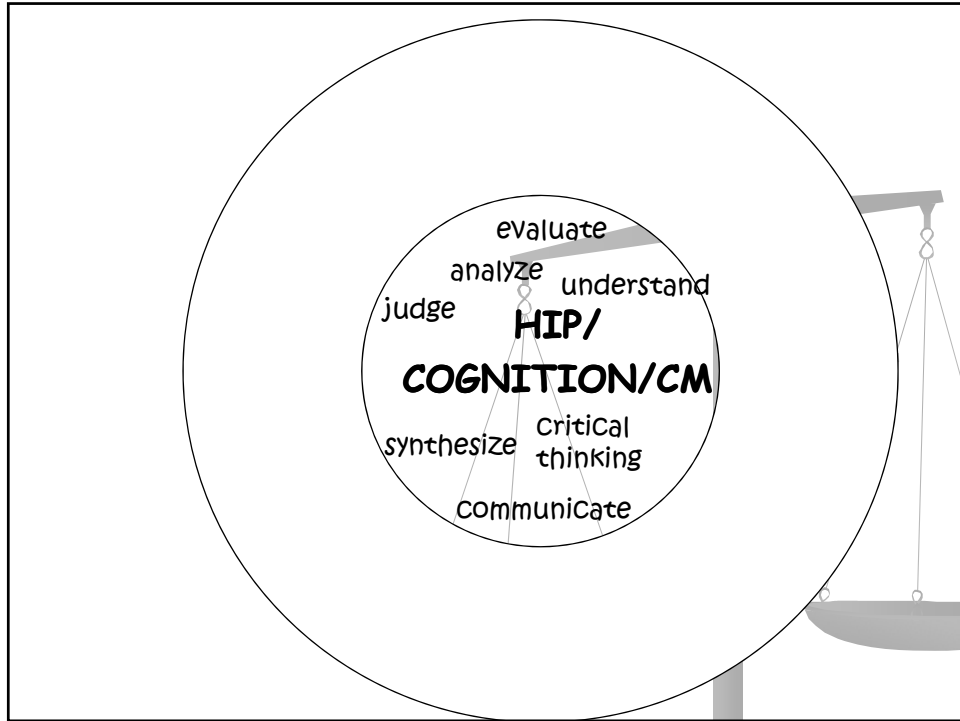 evaluate
analyze
understand
judge
HIP/
COGNITION/CM
synthesize
critical
thinking
communicate